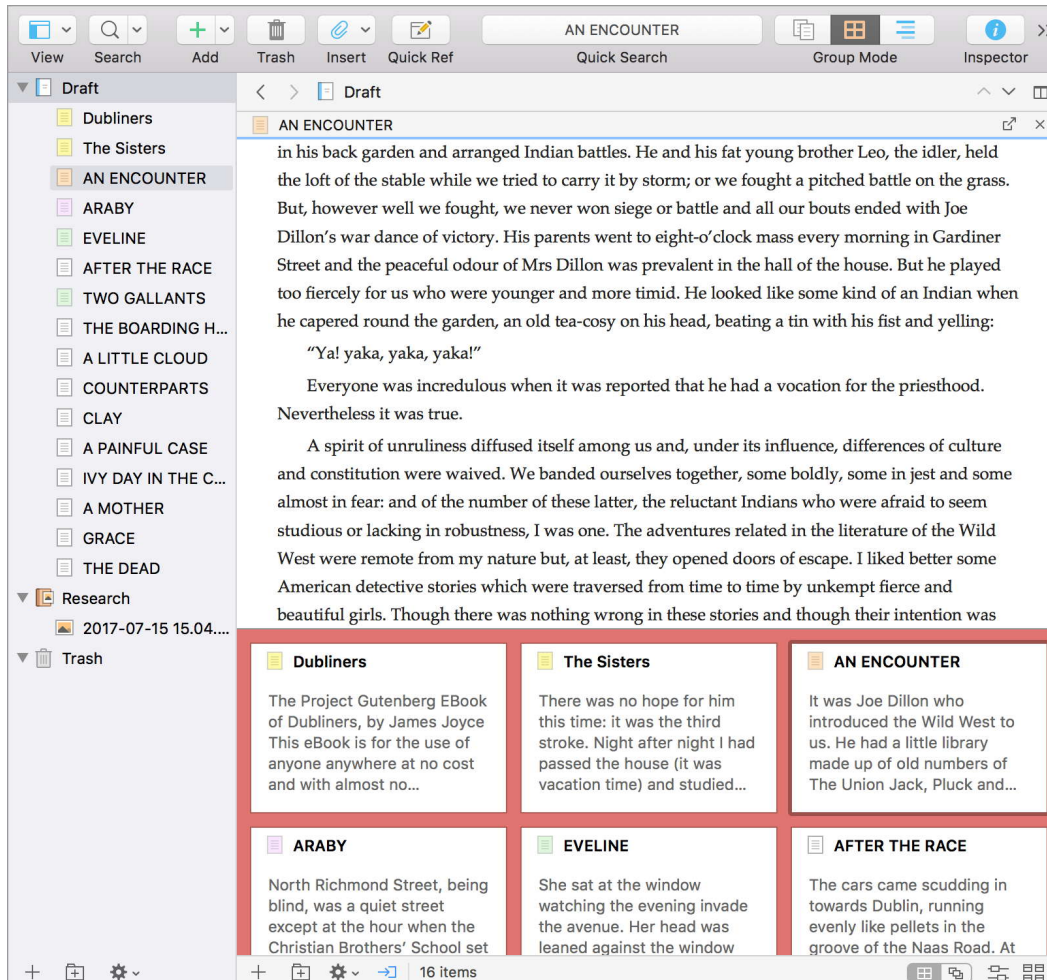 AN ENCOUNTER
View
Search
Add
Trash
Insert
Quick Ref
Quick Search
Group Mode
Inspector
Draft
Dubliners
The Sisters
AN ENCOUNTER
ARABY
EVELINE
AFTER THE RACE
TWO GALLANTS
THE BOARDING H...
A LITTLE CLOUD
COUNTERPARTS
CLAY
A PAINFUL CASE
IVY DAY IN THE C...
A MOTHER
GRACE
THE DEAD
Research
2017-07-15 15.04....
Trash
Draft
AN ENCOUNTER
in his back garden and arranged Indian battles. He and his fat young brother Leo, the idler, held
the loft of the stable while we tried to carry it by storm; or we fought a pitched battle on the grass.
But, however well we fought, we never won siege or battle and all our bouts ended with Joe
Dillon’s war dance of victory. His parents went to eight-o’clock mass every morning in Gardiner
Street and the peaceful odour of Mrs Dillon was prevalent in the hall of the house. But he played
too fiercely for us who were younger and more timid. He looked like some kind of an Indian when
he capered round the garden, an old tea-cosy on his head, beating a tin with his fist and yelling:
“Ya! yaka, yaka, yaka!”
Everyone was incredulous when it was reported that he had a vocation for the priesthood.
Nevertheless it was true.
A spirit of unruliness diffused itself among us and, under its influence, differences of culture
and constitution were waived. We banded ourselves together, some boldly, some in jest and some
almost in fear: and of the number of these latter, the reluctant Indians who were afraid to seem
studious or lacking in robustness, I was one. The adventures related in the literature of the Wild
West were remote from my nature but, at least, they opened doors of escape. I liked better some
American detective stories which were traversed from time to time by unkempt fierce and
beautiful girls. Though there was nothing wrong in these stories and though their intention was
Dubliners
The Project Gutenberg EBook
of Dubliners, by James Joyce
This eBook is for the use of
anyone anywhere at no cost
and with almost no...
The Sisters
There was no hope for him
this time: it was the third
stroke. Night after night I had
passed the house (it was
vacation time) and studied...
AN ENCOUNTER
It was Joe Dillon who
introduced the Wild West to
us. He had a little library
made up of old numbers of
The Union Jack, Pluck and...
ARABY
North Richmond Street, being
blind, was a quiet street
except at the hour when the
Christian Brothers’ School set
EVELINE
She sat at the window
watching the evening invade
the avenue. Her head was
leaned against the window
AFTER THE RACE
The cars came scudding in
towards Dublin, running
evenly like pellets in the
groove of the Naas Road. At
16 items